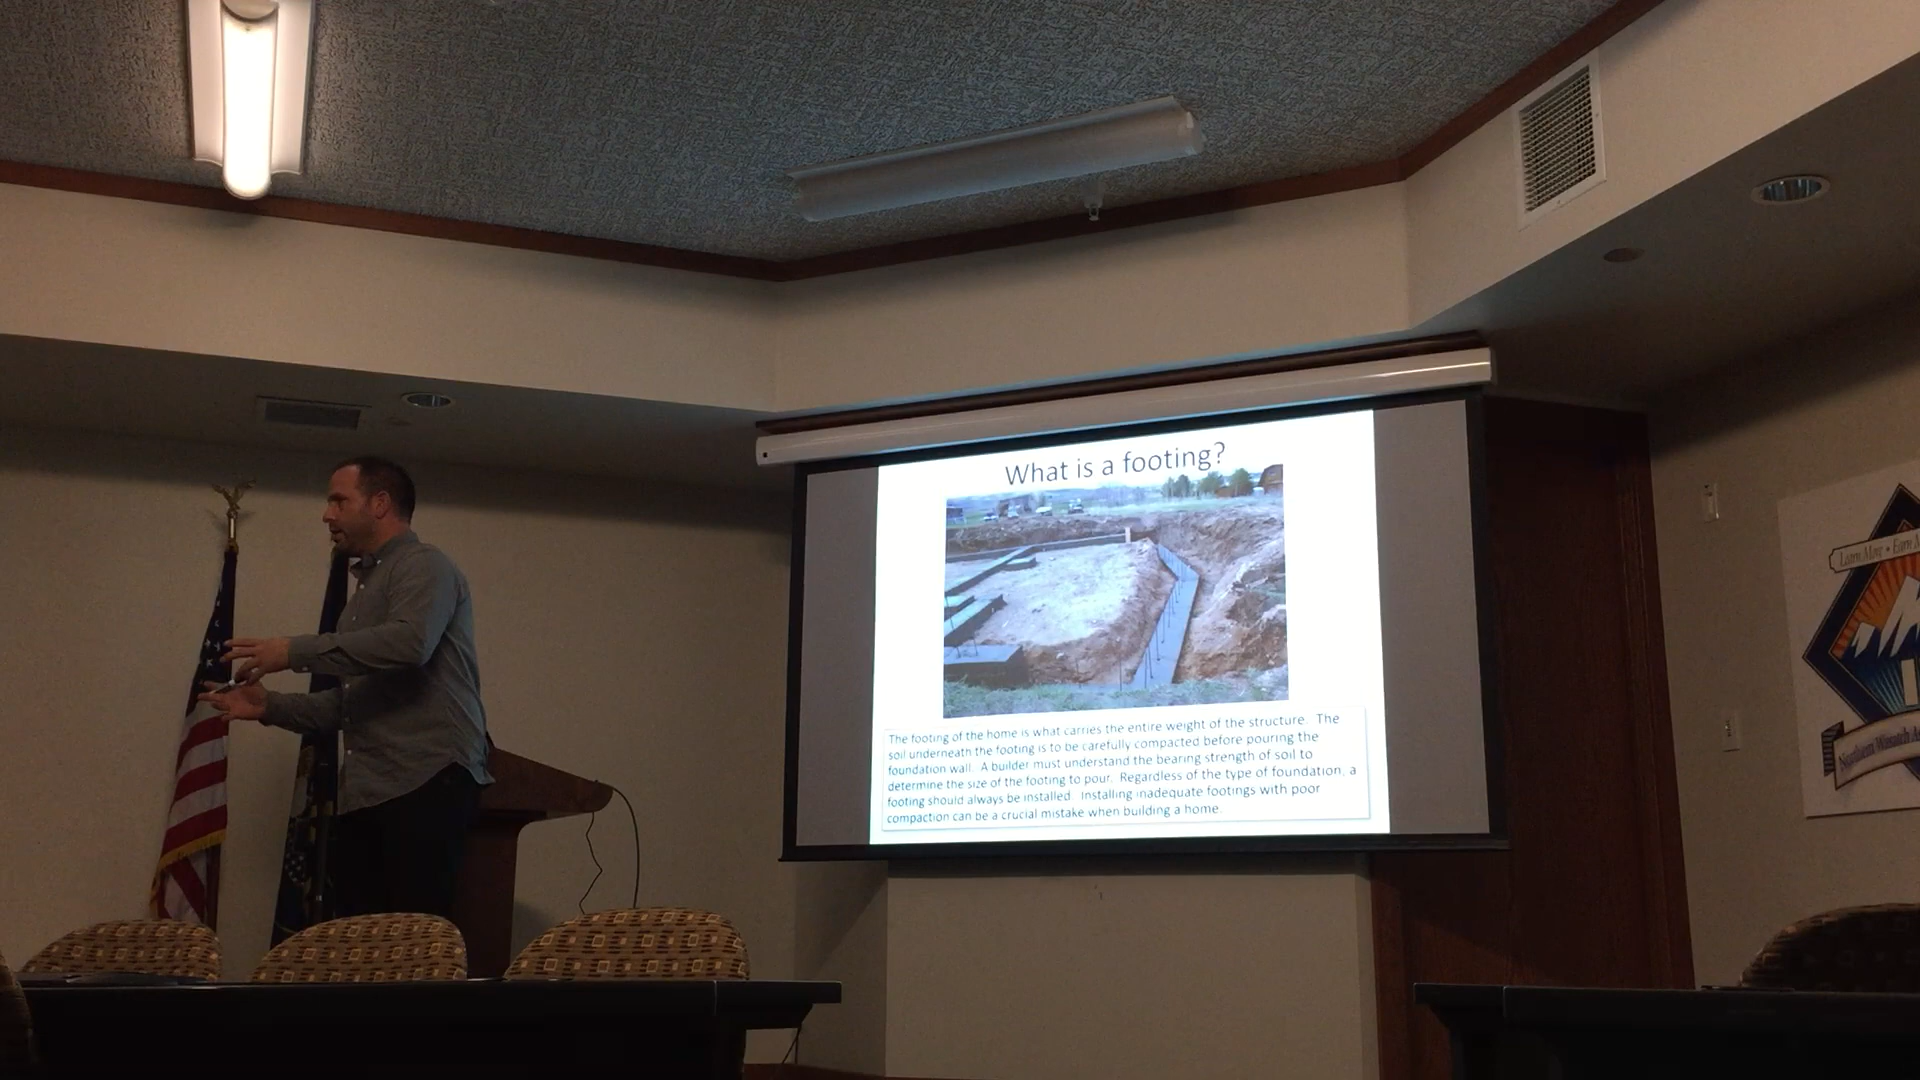 What is a footing?
The footing of the home is what carries the entire weight of the structure. The
soil underneath the footing is to be carefully compacted before pouring the
foundation wall. A builder must understand the bearing strength of soil to
determine the size of the footing to pour. Regardless of the type of foundation, a
footing should always be installed. Installing inadequate footings with poor
compaction can be a crucial mistake when building a home.
Learn More • Earn
Northern Wasatch